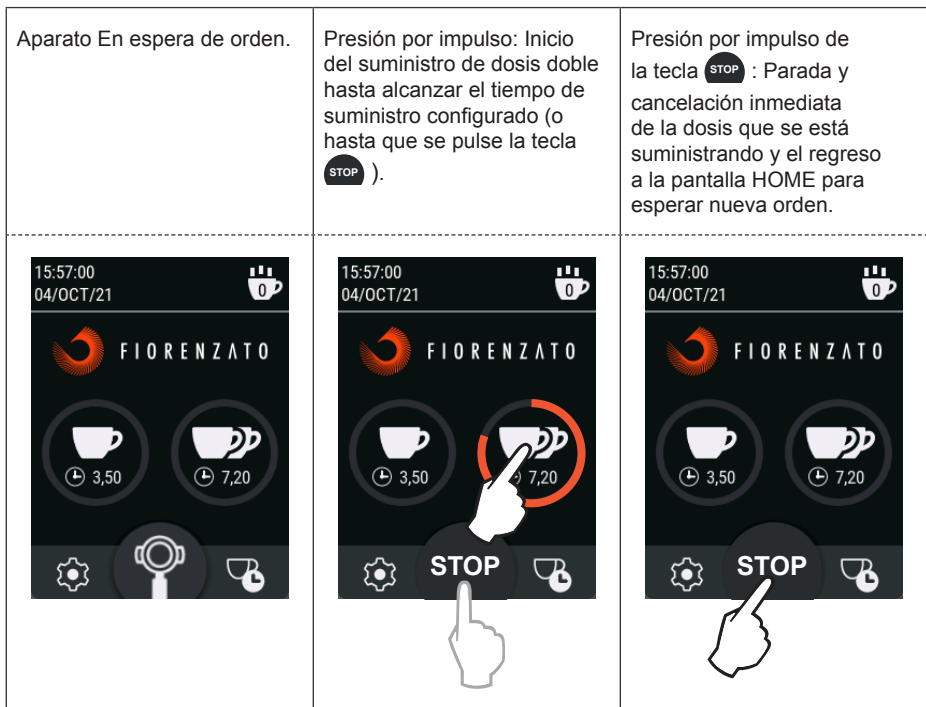 Aparato En espera de orden.
Presión por impulso: Inicio
del suministro de dosis doble
hasta alcanzar el tiempo de
suministro configurado (o
hasta que se pulse la tecla
STOP ).
Presión por impulso de
la tecla STOP : Parada y
cancelación inmediata
de la dosis que se está
suministrando y el regreso
a la pantalla HOME para
esperar nueva orden.
15:57:00
04/OCT/21
0
FIORENZATO
3,50
7,20
15:57:00
04/OCT/21
0
FIORENZATO
3,50
7,20
STOP
15:57:00
04/OCT/21
0
FIORENZATO
3,50
7,20
STOP